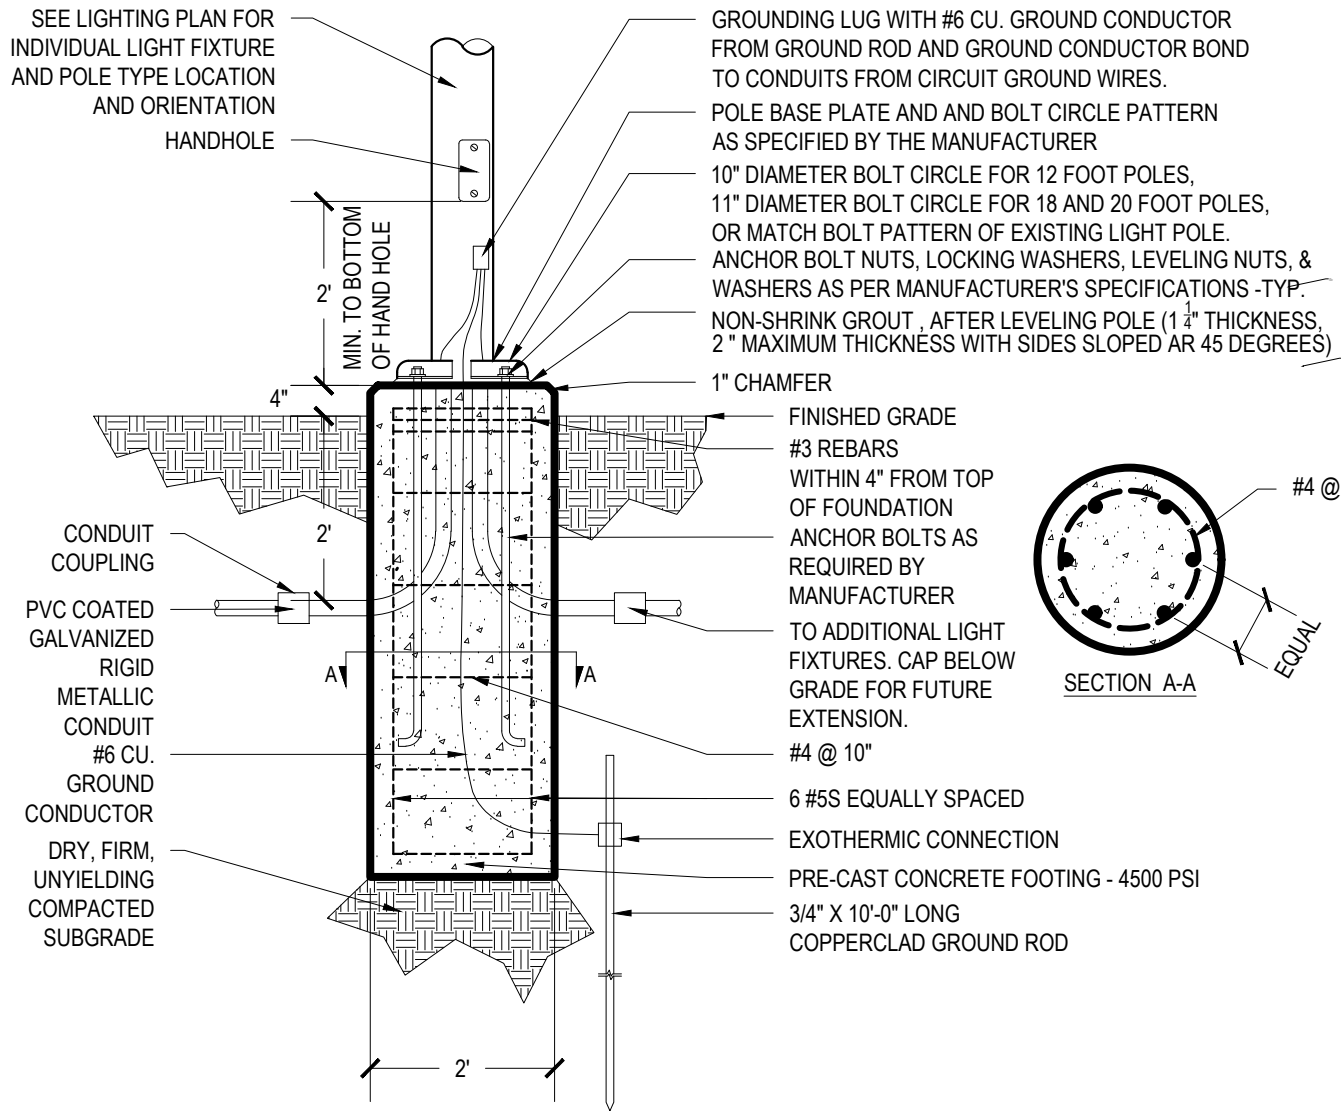 SEE LIGHTING PLAN FOR
INDIVIDUAL LIGHT FIXTURE
AND POLE TYPE LOCATION
AND ORIENTATION
HANDHOLE
2'
MIN. TO BOTTOM
OF HAND HOLE
4"
2'
CONDUIT
COUPLING
PVC COATED
GALVANIZED
RIGID
METALLIC
CONDUIT
#6 CU.
GROUND
CONDUCTOR
DRY, FIRM,
UNYIELDING
COMPACTED
SUBGRADE
A
A
2'
GROUNDING LUG WITH #6 CU. GROUND CONDUCTOR
FROM GROUND ROD AND GROUND CONDUCTOR BOND
TO CONDUITS FROM CIRCUIT GROUND WIRES.
POLE BASE PLATE AND AND BOLT CIRCLE PATTERN
AS SPECIFIED BY THE MANUFACTURER
10" DIAMETER BOLT CIRCLE FOR 12 FOOT POLES,
11" DIAMETER BOLT CIRCLE FOR 18 AND 20 FOOT POLES,
OR MATCH BOLT PATTERN OF EXISTING LIGHT POLE.
ANCHOR BOLT NUTS, LOCKING WASHERS, LEVELING NUTS, &
WASHERS AS PER MANUFACTURER'S SPECIFICATIONS -TYP.
NON-SHRINK GROUT , AFTER LEVELING POLE (1 1/4" THICKNESS,
2 " MAXIMUM THICKNESS WITH SIDES SLOPED AR 45 DEGREES)
1" CHAMFER
FINISHED GRADE
#3 REBARS
WITHIN 4" FROM TOP
OF FOUNDATION
ANCHOR BOLTS AS
REQUIRED BY
MANUFACTURER
TO ADDITIONAL LIGHT
FIXTURES. CAP BELOW
GRADE FOR FUTURE
EXTENSION.
#4 @ 10"
6 #5S EQUALLY SPACED
EXOTHERMIC CONNECTION
PRE-CAST CONCRETE FOOTING - 4500 PSI
3/4" X 10'-0" LONG
COPPERCLAD GROUND ROD
#4 @
EQUAL
SECTION A-A